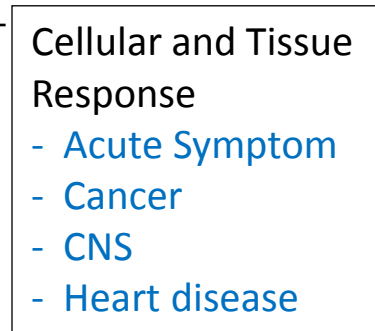 Cellular and Tissue
Response
- Acute Symptom
- Cancer
- CNS
- Heart disease